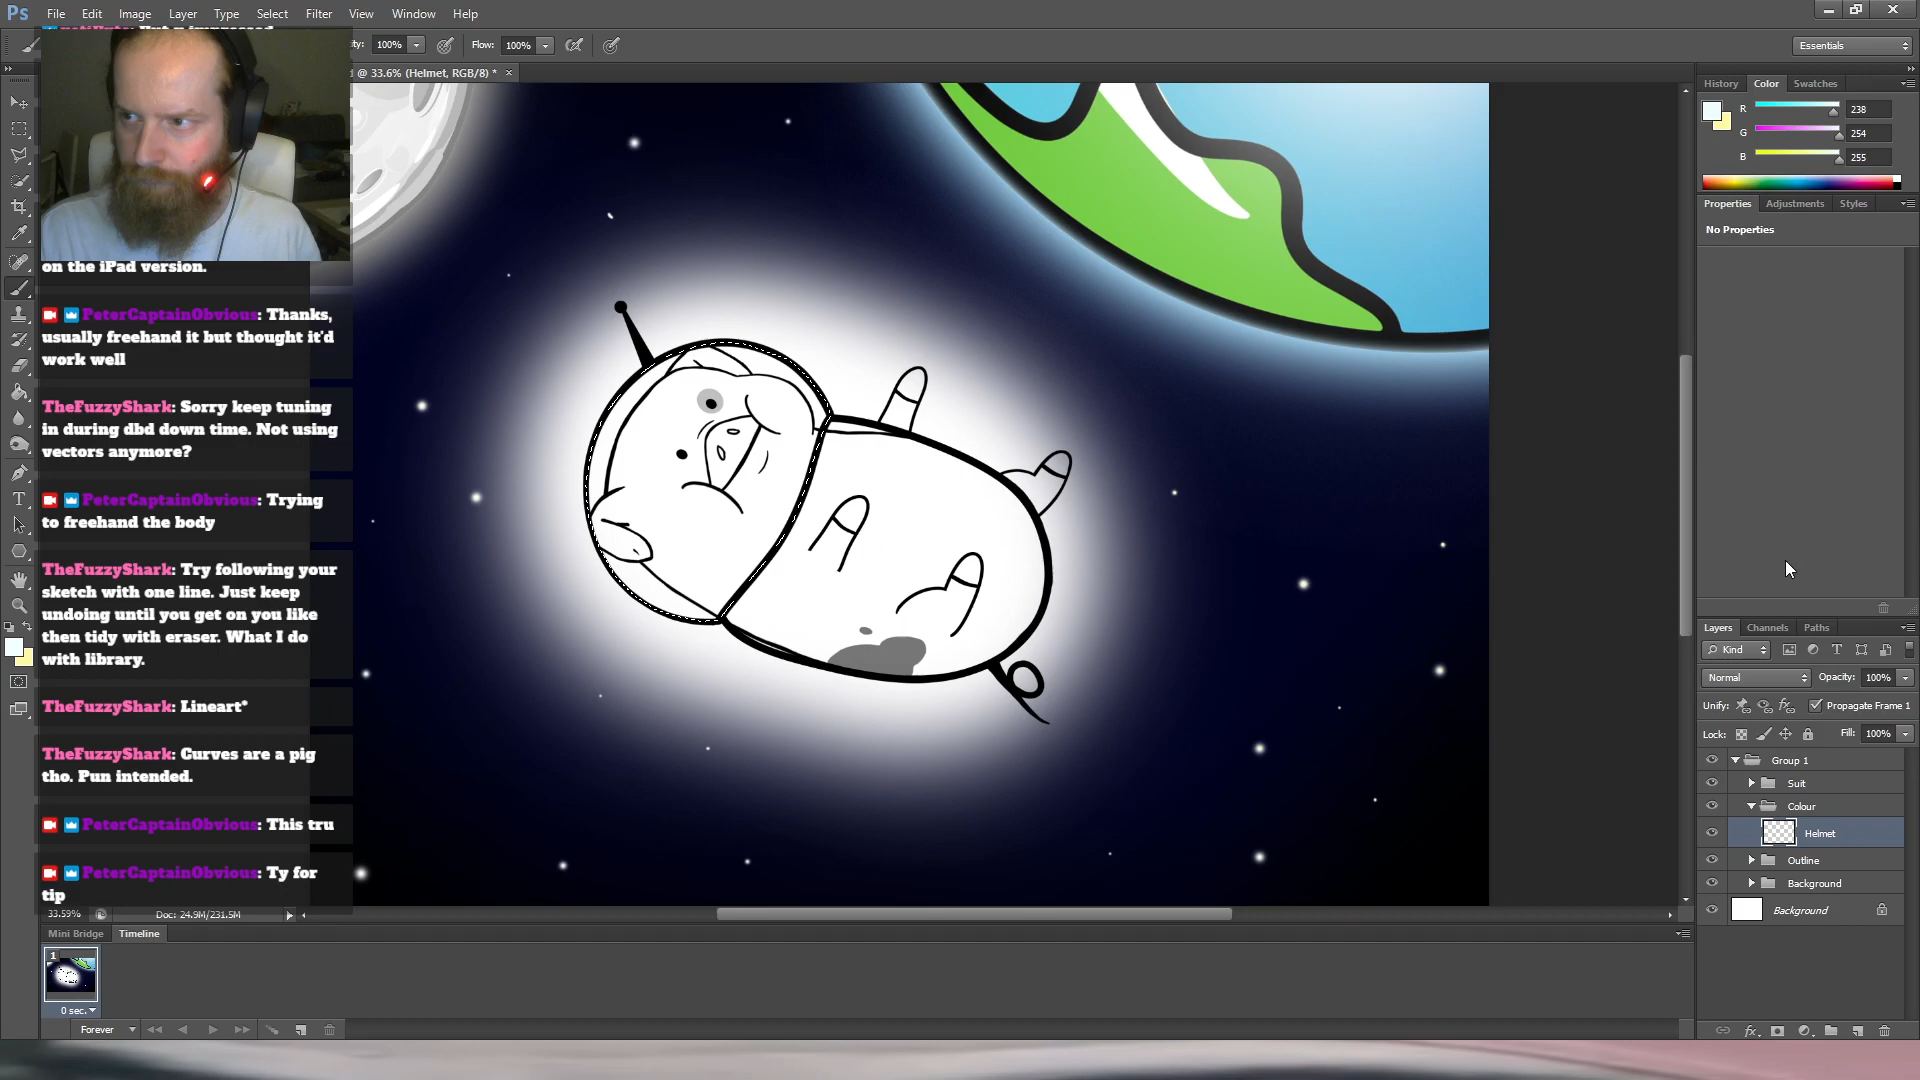 Ps File Edit Image Layer Type Select Filter View Window Help
100% Flow: 100% Essentials
@ 33.6% (Helmet, RGB/8) * ×
on the iPad version.
PeterCaptainObvious: Thanks,
usually freehand it but thought it'd
work well
TheFuzzyShark: Sorry keep tuning
in during dbd down time. Not using
vectors anymore?
PeterCaptainObvious: Trying
to freehand the body
TheFuzzyShark: Try following your
sketch with one line. Just keep
undoing until you get on you like
then tidy with eraser. What I do
with library.
TheFuzzyShark: Lineart*
TheFuzzyShark: Curves are a pig
tho. Pun intended.
PeterCaptainObvious: This tru
PeterCaptainObvious: Ty for
tip
33.59% Doc: 24.9M/231.5M
Mini Bridge Timeline
1
0 sec.
Forever
History Color Swatches
R 238
G 254
B 255
Properties Adjustments Styles
No Properties
Layers Channels Paths
Kind
Normal Opacity: 100%
Unify: Propagate Frame 1
Lock: Fill: 100%
Group 1
Suit
Colour
Helmet
Outline
Background
Background